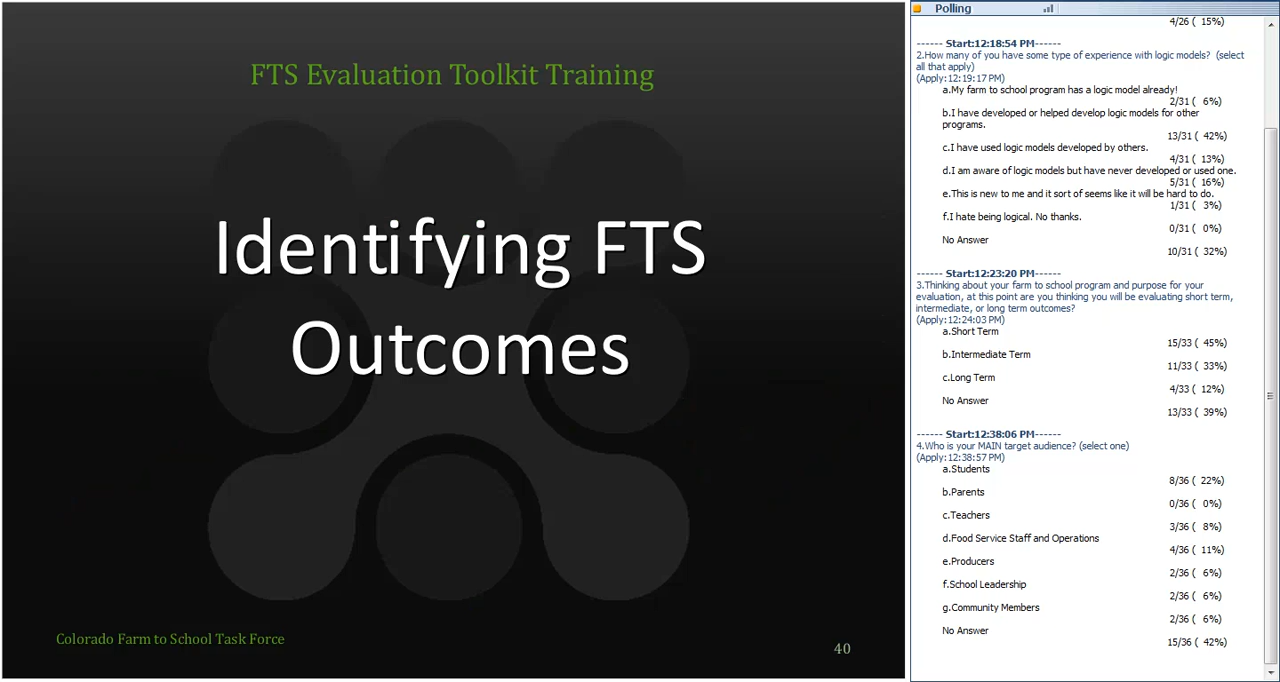 FTS Evaluation Toolkit Training
Identifying FTS
Outcomes
Colorado Farm to School Task Force
40
Polling
4/26 ( 15%)
------ Start:12:18:54 PM------
2.How many of you have some type of experience with logic models? (select
all that apply)
(Apply:12:19:17 PM)
a.My farm to school program has a logic model already!
2/31 ( 6%)
b.I have developed or helped develop logic models for other
programs.
13/31 ( 42%)
c.I have used logic models developed by others.
4/31 ( 13%)
d.I am aware of logic models but have never developed or used one.
5/31 ( 16%)
e.This is new to me and it sort of seems like it will be hard to do.
1/31 ( 3%)
f.I hate being logical. No thanks.
0/31 ( 0%)
No Answer
10/31 ( 32%)
------ Start:12:23:20 PM------
3.Thinking about your farm to school program and purpose for your
evaluation, at this point are you thinking you will be evaluating short term,
intermediate, or long term outcomes?
(Apply:12:24:03 PM)
a.Short Term
15/33 ( 45%)
b.Intermediate Term
11/33 ( 33%)
c.Long Term
4/33 ( 12%)
No Answer
13/33 ( 39%)
------ Start:12:38:06 PM------
4.Who is your MAIN target audience? (select one)
(Apply:12:38:57 PM)
a.Students
8/36 ( 22%)
b.Parents
0/36 ( 0%)
c.Teachers
3/36 ( 8%)
d.Food Service Staff and Operations
4/36 ( 11%)
e.Producers
2/36 ( 6%)
f.School Leadership
2/36 ( 6%)
g.Community Members
2/36 ( 6%)
No Answer
15/36 ( 42%)